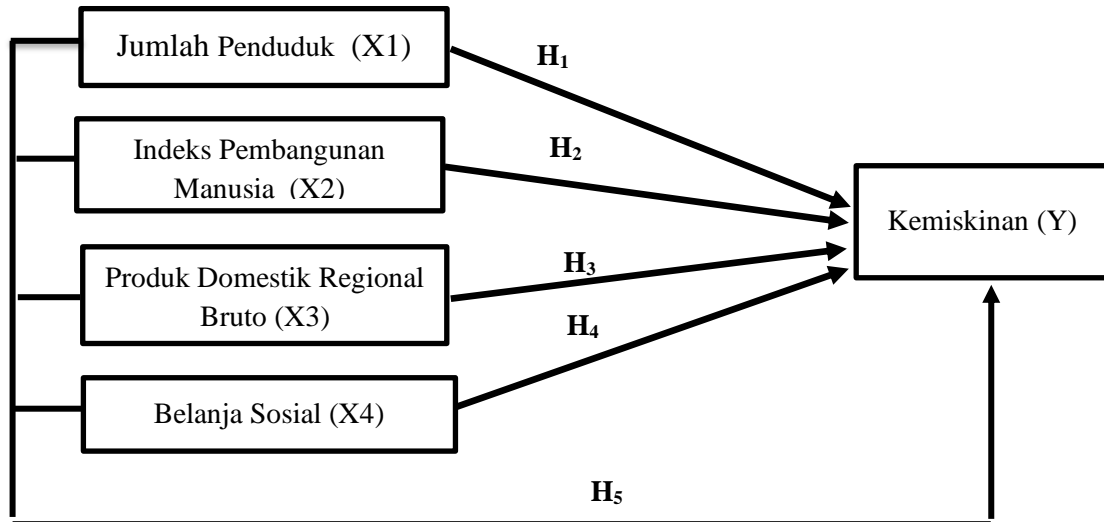 Jumlah Penduduk (X1)
H1
Indeks Pembangunan
Manusia (X2)
H2
Kemiskinan (Y)
Produk Domestik Regional
Bruto (X3)
H3
H4
Belanja Sosial (X4)
H5